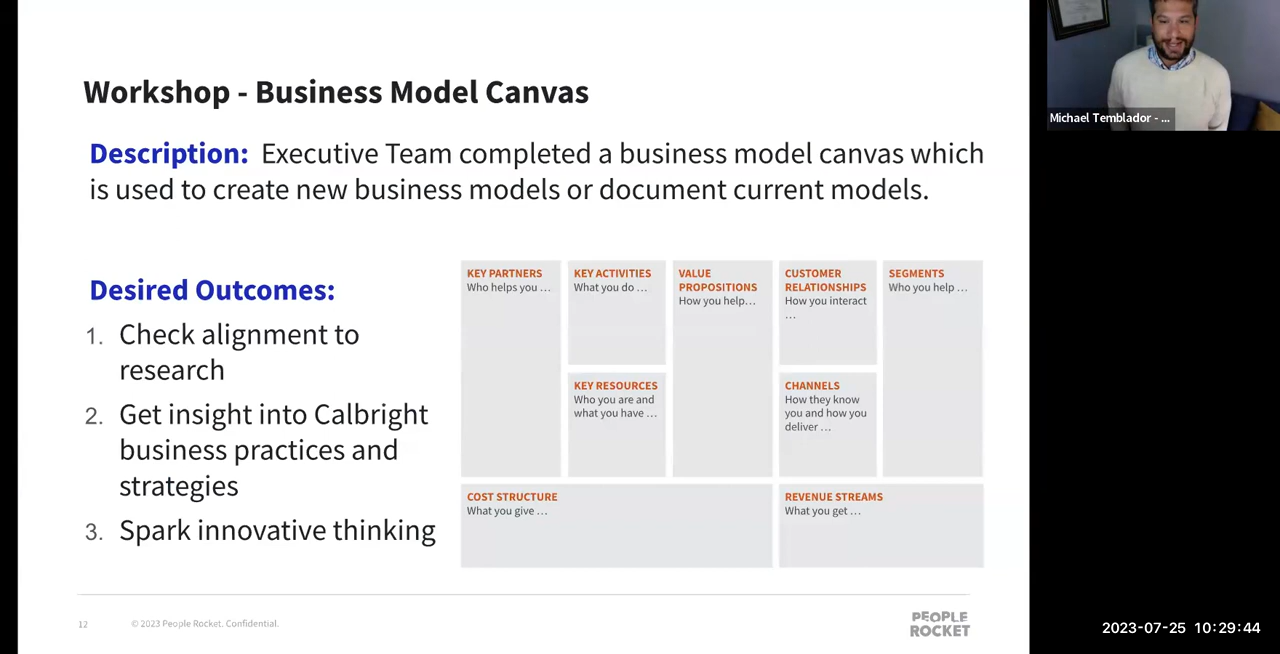 Workshop - Business Model Canvas
Description: Executive Team completed a business model canvas which
is used to create new business models or document current models.
Desired Outcomes:
1. Check alignment to
research
2. Get insight into Calbright
business practices and
strategies
3. Spark innovative thinking
KEY PARTNERS
Who helps you …
KEY ACTIVITIES
What you do …
KEY RESOURCES
Who you are and
what you have …
VALUE
PROPOSITIONS
How you help…
CUSTOMER
RELATIONSHIPS
How you interact
…
CHANNELS
How they know
you and how you
deliver …
SEGMENTS
Who you help …
COST STRUCTURE
What you give …
REVENUE STREAMS
What you get …
12
© 2023 People Rocket. Confidential.
PEOPLE
ROCKET
Michael Temblador - ...
2023-07-25 10:29:44